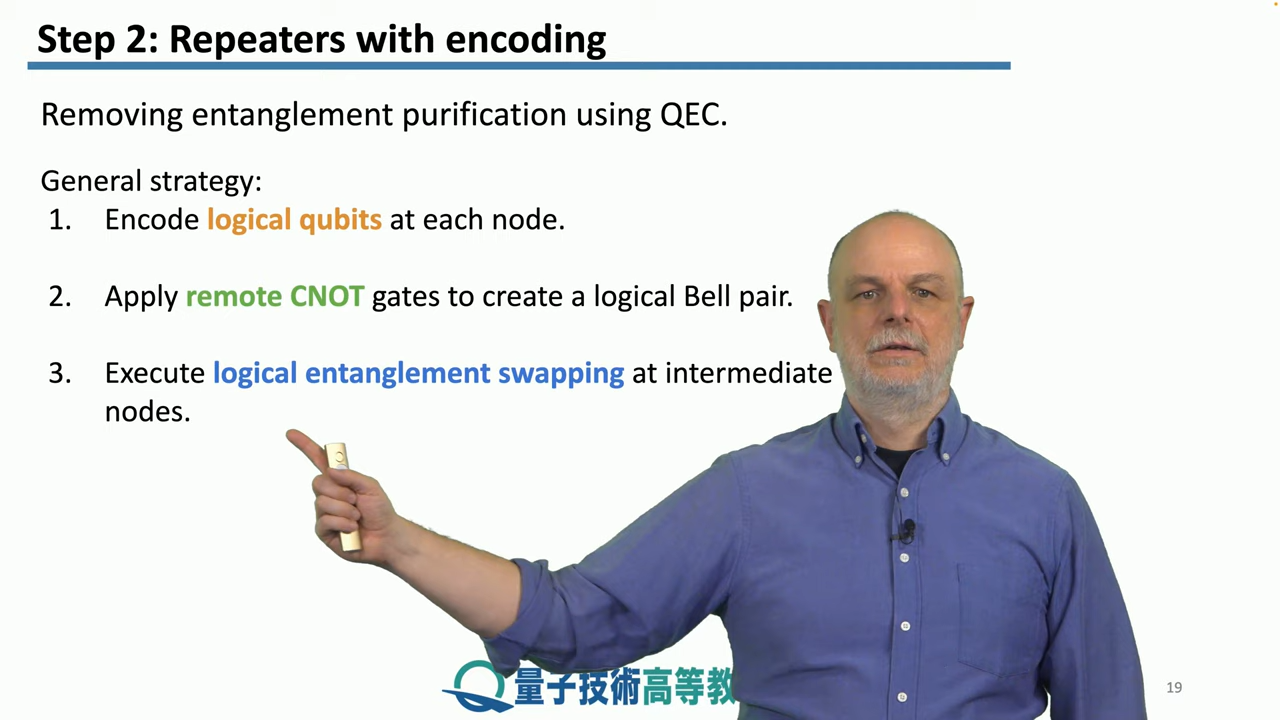 Step 2: Repeaters with encoding
Removing entanglement purification using QEC.
General strategy:
1. Encode logical qubits at each node.
2. Apply remote CNOT gates to create a logical Bell pair.
3. Execute logical entanglement swapping at intermediate
nodes.
量子技術高等教
19